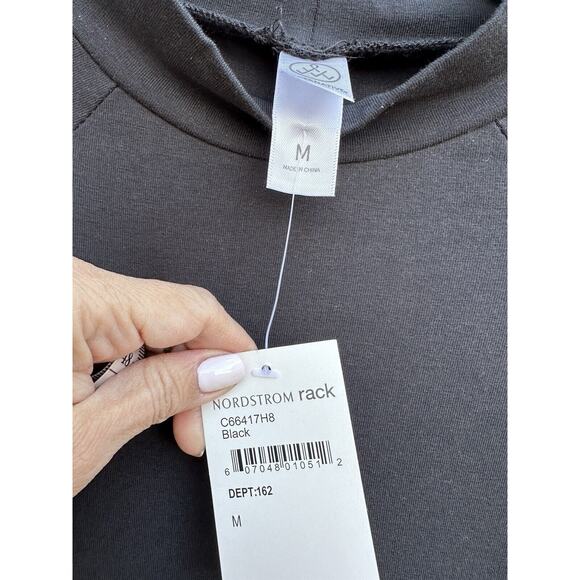 M
MADE IN CHINA
NORDSTROM rack
C66417H8
Black
6 07048 01051 2
DEPT:162
M